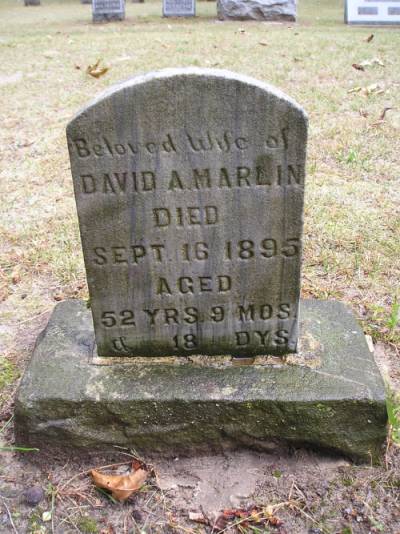 Beloved Wife of
DAVID A. MARLIN
DIED
SEPT. 16 1895
AGED
52 YRS. 9 MOS.
& 18 DYS.